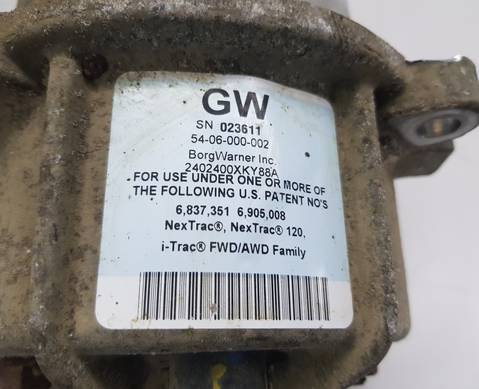 GW
SN 023611
54-06-000-002
BorgWarner Inc.
2402400XKY88A
FOR USE UNDER ONE OR MORE OF
THE FOLLOWING U.S. PATENT NO'S
6,837,351 6,905,008
NexTrac®, NexTrac® 120,
i-Trac® FWD/AWD Family